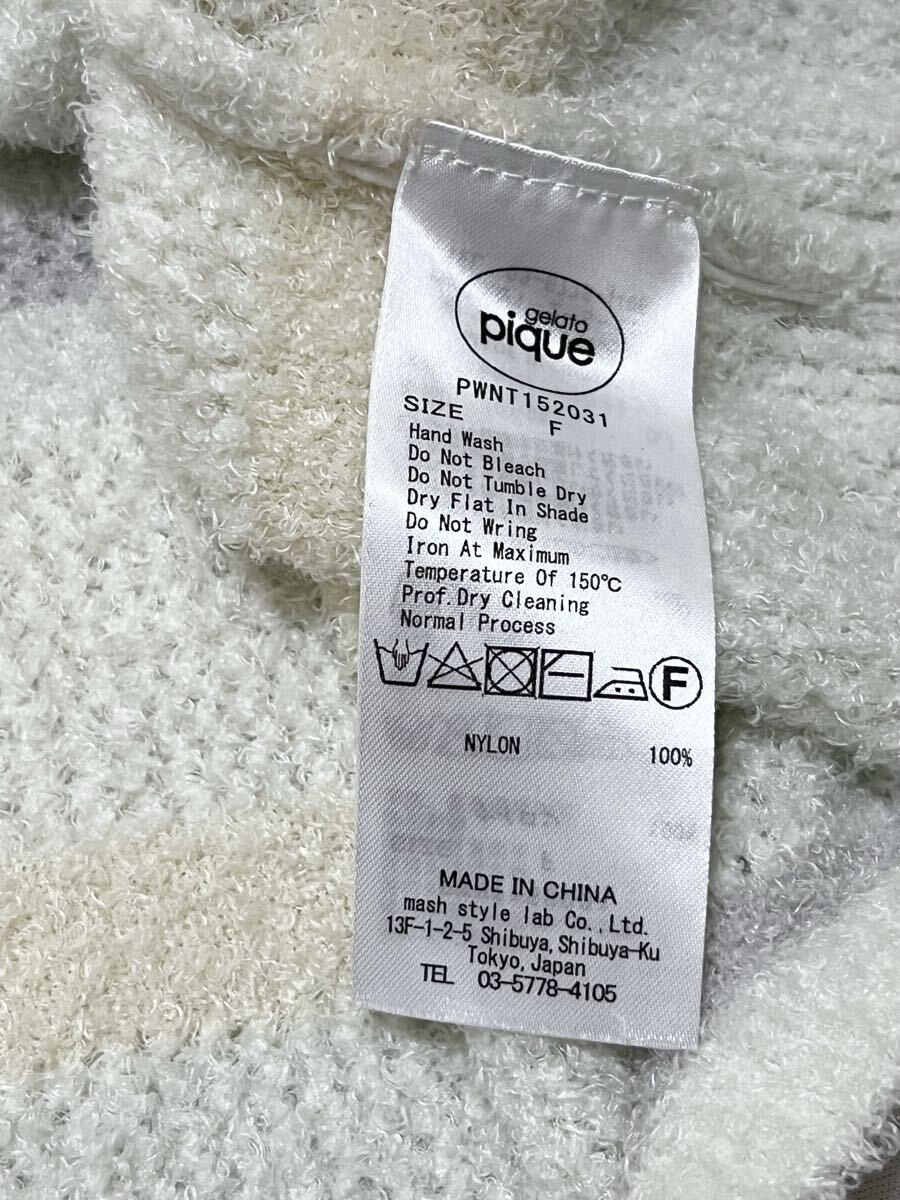 gelato
pique
PWNT152031
SIZE F
Hand Wash
Do Not Bleach
Do Not Tumble Dry
Dry Flat In Shade
Do Not Wring
Iron At Maximum
Temperature Of 150℃
Prof.Dry Cleaning
Normal Process
F
NYLON 100%
MADE IN CHINA
mash style lab Co.,Ltd.
13F-1-2-5 Shibuya,Shibuya-Ku
Tokyo,Japan
TEL 03-5778-4105